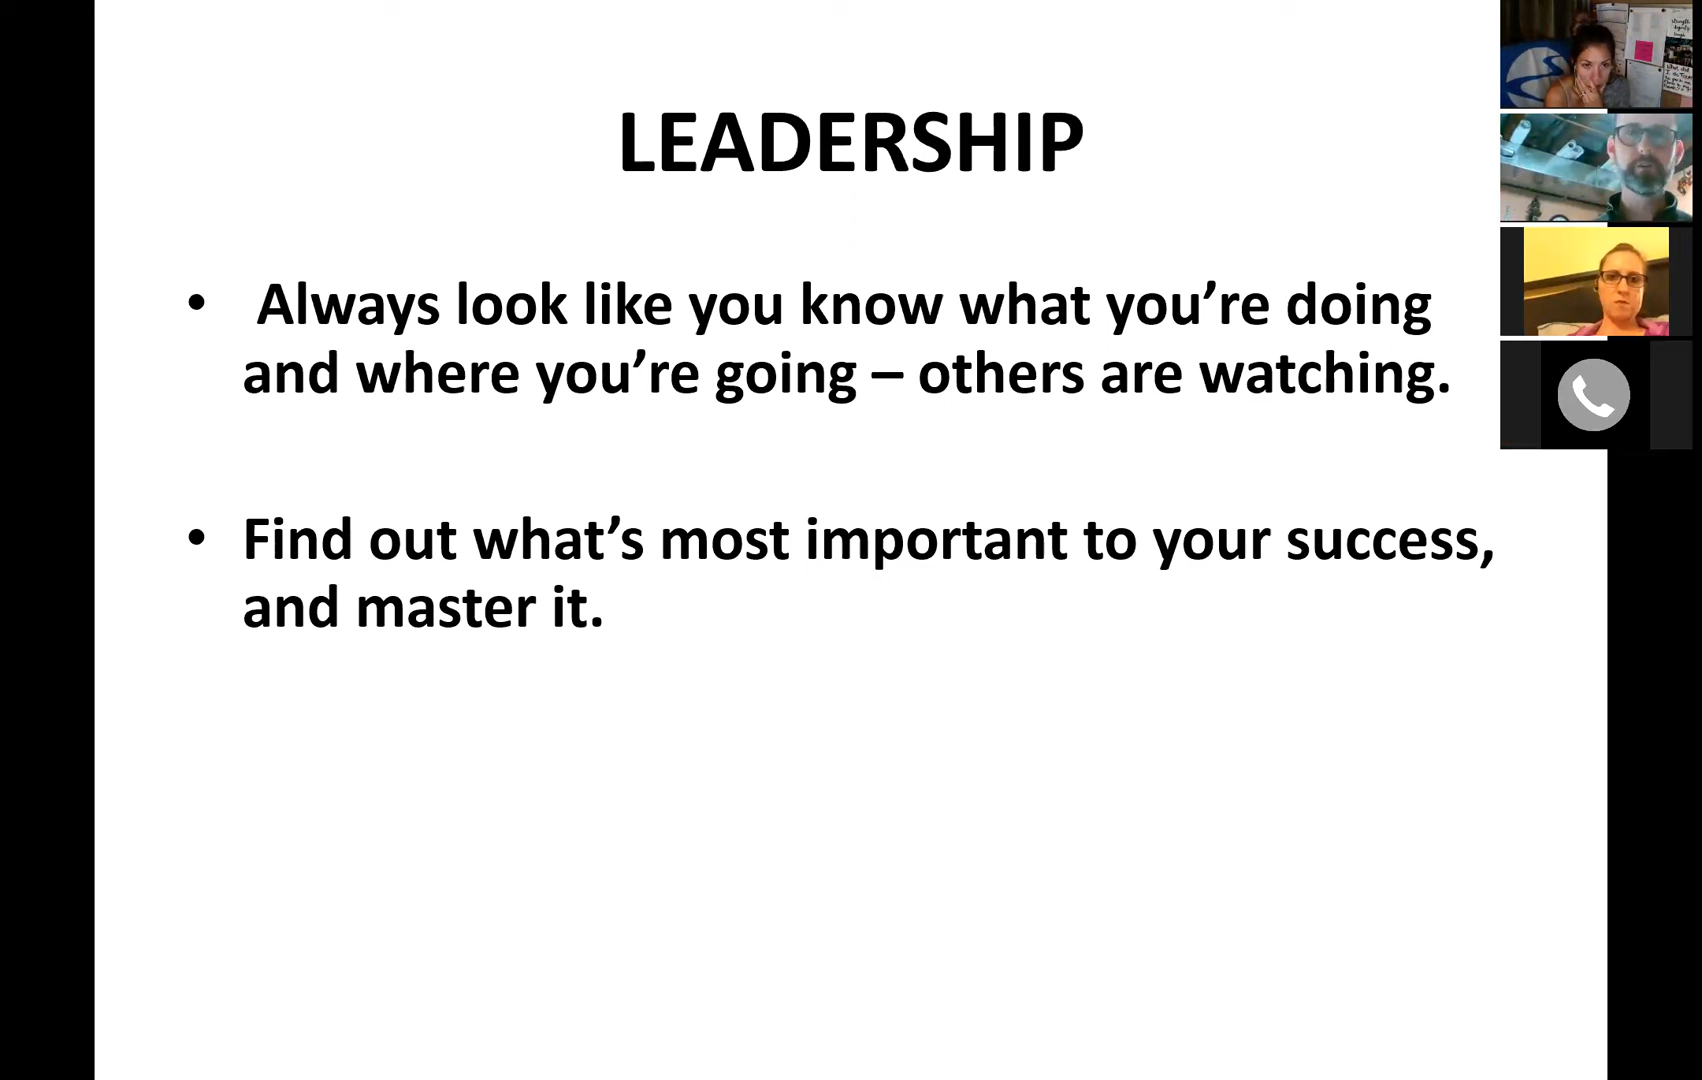 LEADERSHIP
• Always look like you know what you’re doing
and where you’re going – others are watching.
• Find out what’s most important to your success,
and master it.